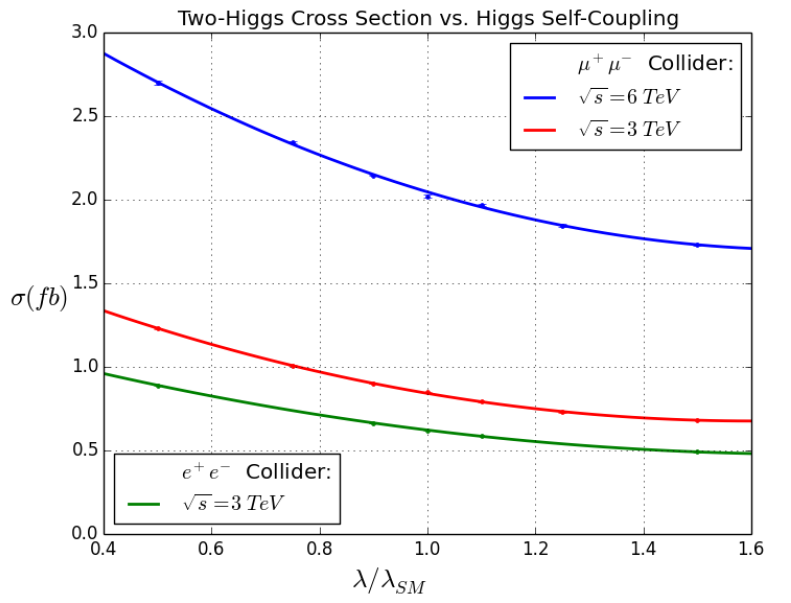 Two-Higgs Cross Section vs. Higgs Self-Coupling
3.0
2.5
2.0
1.5
1.0
0.5
0.0
σ(fb)
μ⁺μ⁻ Collider:
√s=6 TeV
√s=3 TeV
e⁺e⁻ Collider:
√s=3 TeV
0.4 0.6 0.8 1.0 1.2 1.4 1.6
λ/λ_SM